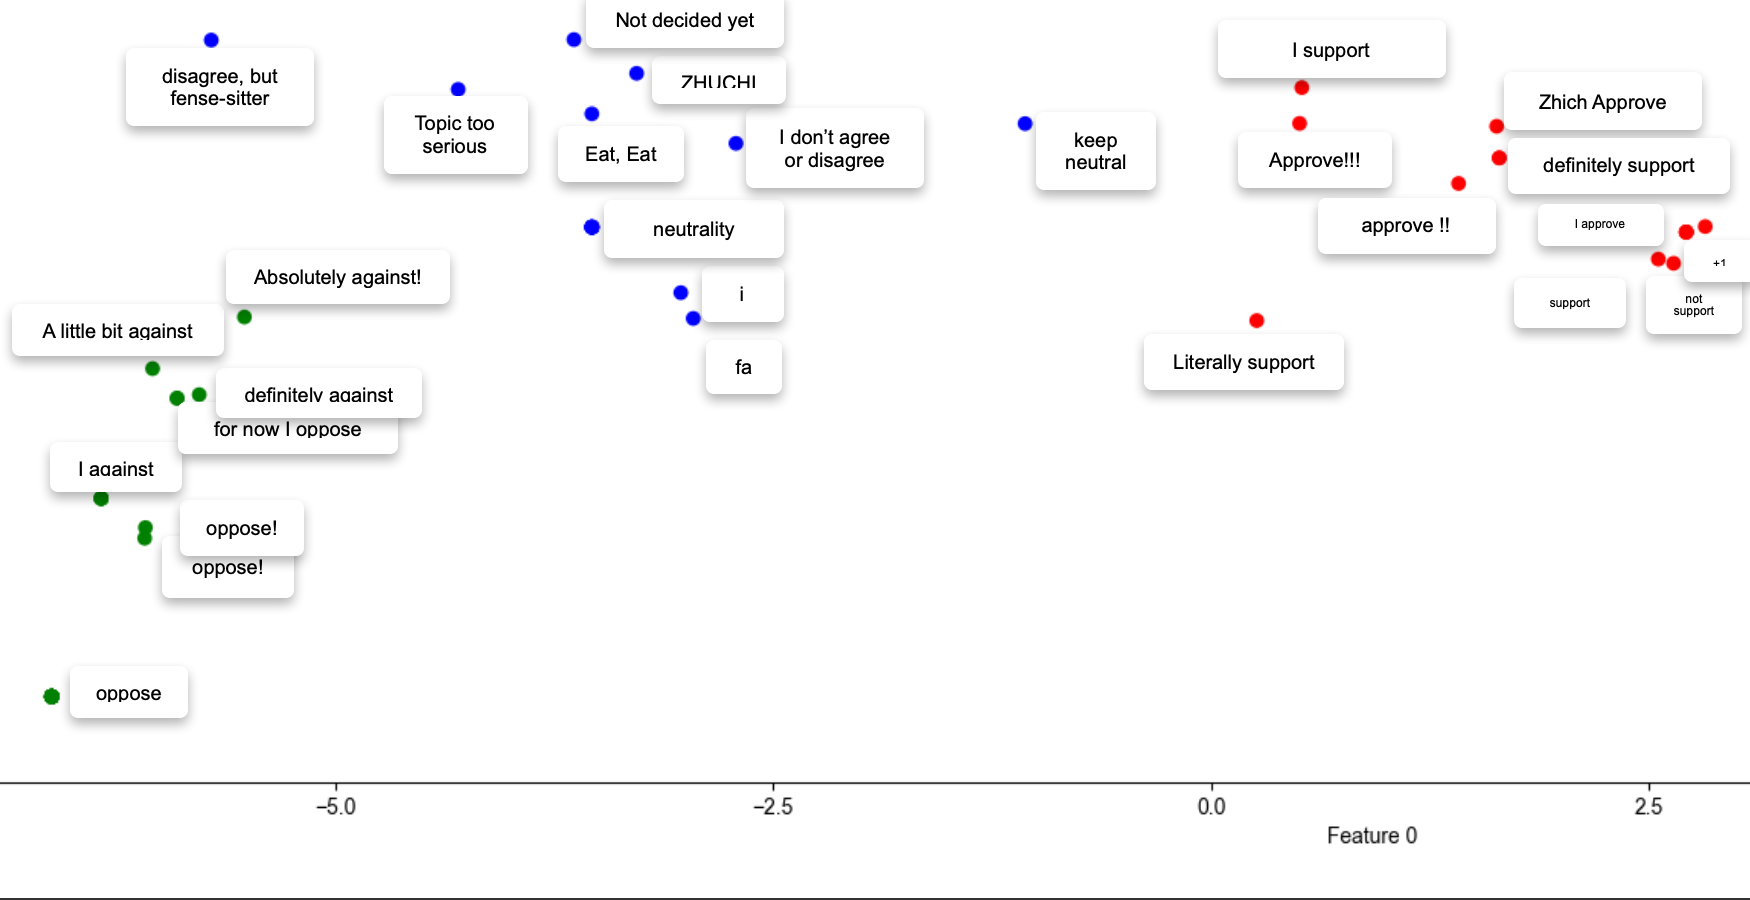 Not decided yet
disagree, but
fense-sitter
ZHUCHI
Topic too
serious
Eat, Eat
I don’t agree
or disagree
keep
neutral
I support
Approve!!!
Zhich Approve
definitely support
approve !!
I approve
+1
support
not
support
neutrality
i
fa
Literally support
Absolutely against!
A little bit against
definitely against
for now I oppose
I against
oppose!
oppose!
oppose
−5.0
−2.5
0.0
2.5
Feature 0